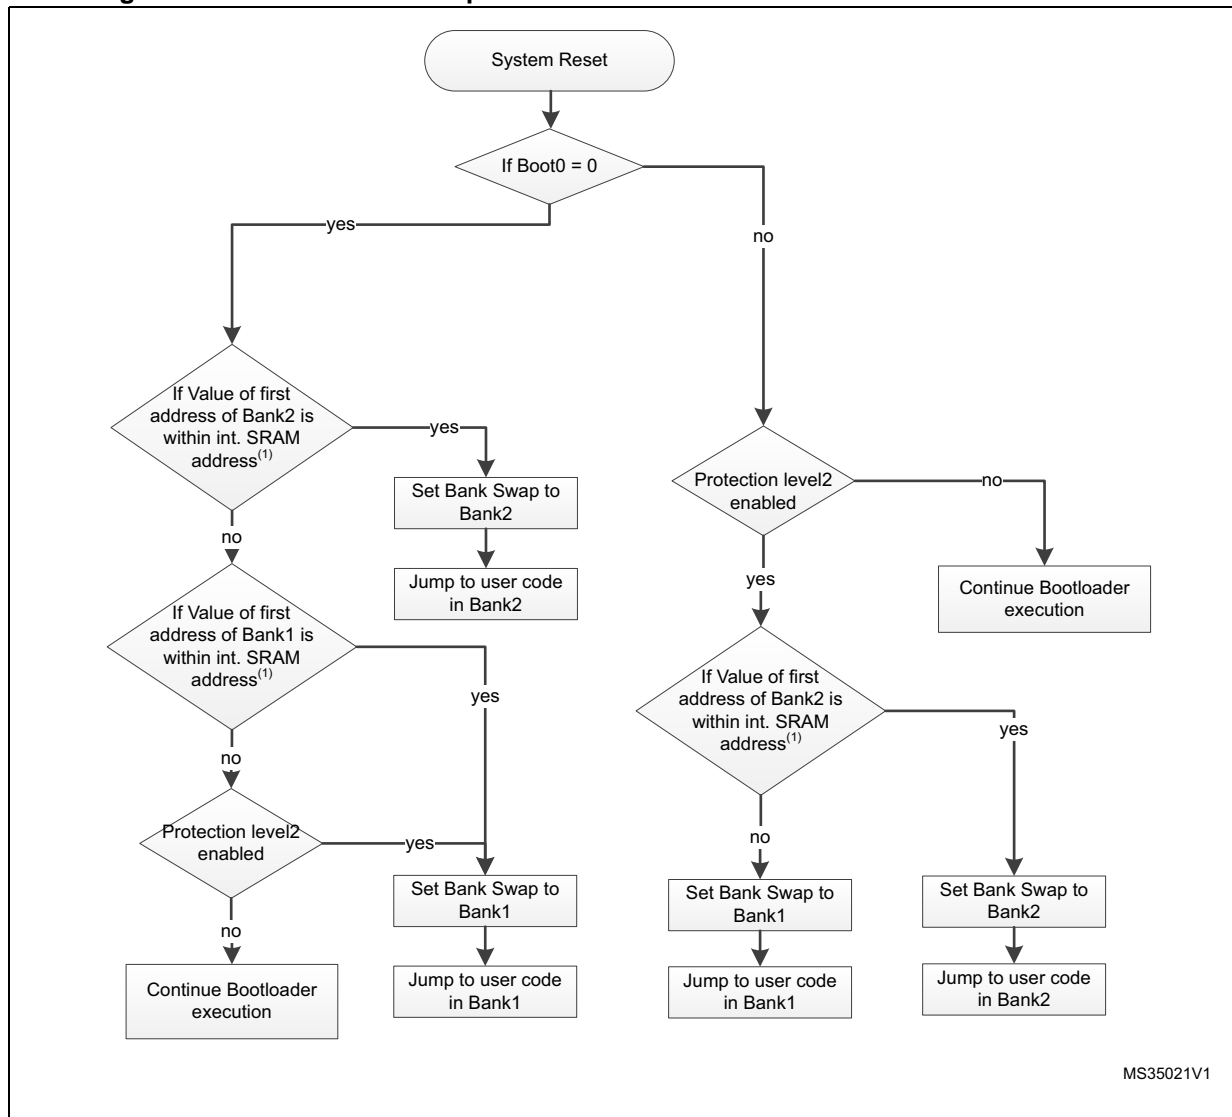 System Reset
If Boot0 = 0
yes
no
If Value of first
address of Bank2 is
within int. SRAM
address(1)
yes
Set Bank Swap to
Bank2
Jump to user code
in Bank2
no
If Value of first
address of Bank1 is
within int. SRAM
address(1)
yes
no
Protection level2
enabled
yes
Set Bank Swap to
Bank1
Jump to user code
in Bank1
no
Continue Bootloader
execution
Protection level2
enabled
no
Continue Bootloader
execution
yes
If Value of first
address of Bank2 is
within int. SRAM
address(1)
yes
no
Set Bank Swap to
Bank1
Jump to user code
in Bank1
Set Bank Swap to
Bank2
Jump to user code
in Bank2
MS35021V1